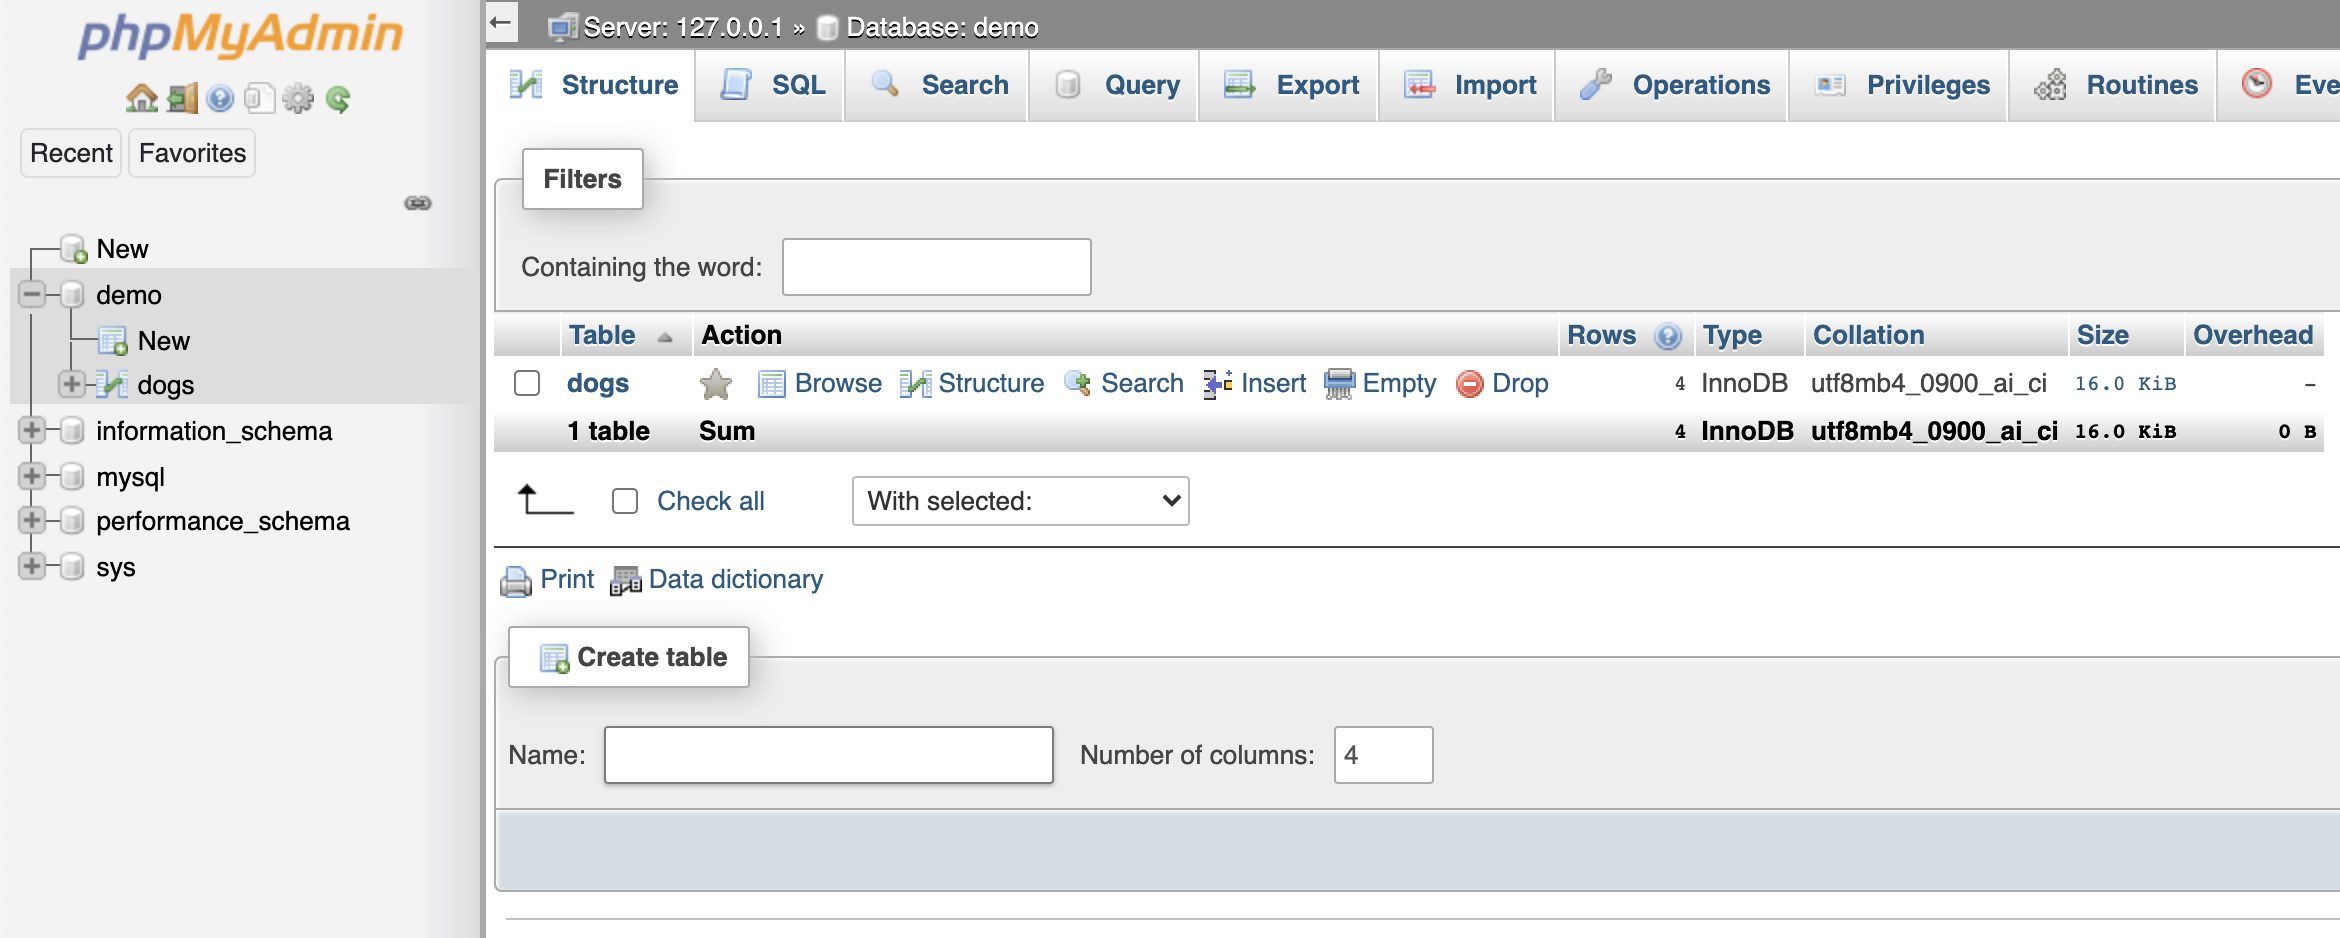 phpMyAdmin
Recent Favorites
New
demo
New
dogs
information_schema
mysql
performance_schema
sys
Server: 127.0.0.1 » Database: demo
Structure SQL Search Query Export Import Operations Privileges Routines Eve
Filters
Containing the word:
Table Action Rows Type Collation Size Overhead
dogs Browse Structure Search Insert Empty Drop 4 InnoDB utf8mb4_0900_ai_ci 16.0 KiB -
1 table Sum 4 InnoDB utf8mb4_0900_ai_ci 16.0 KiB 0 B
Check all With selected:
Print Data dictionary
Create table
Name: Number of columns: 4